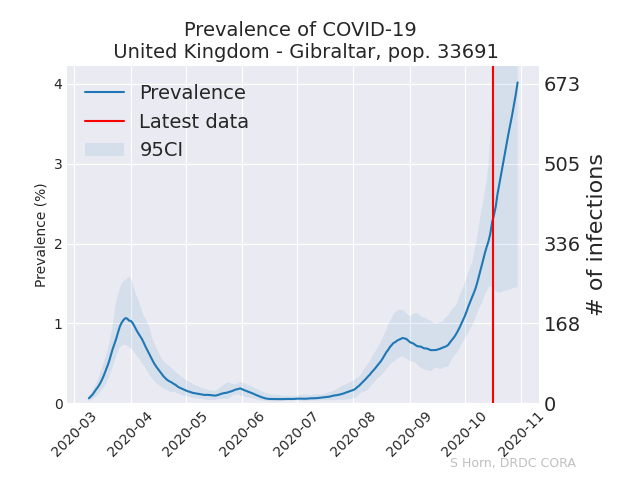 Prevalence of COVID-19
United Kingdom - Gibraltar, pop. 33691
Prevalence
Latest data
95CI
Prevalence (%)
4
3
2
1
0
673
505
336
168
0
# of infections
2020-03
2020-04
2020-05
2020-06
2020-07
2020-08
2020-09
2020-10
2020-11
S Horn, DRDC CORA